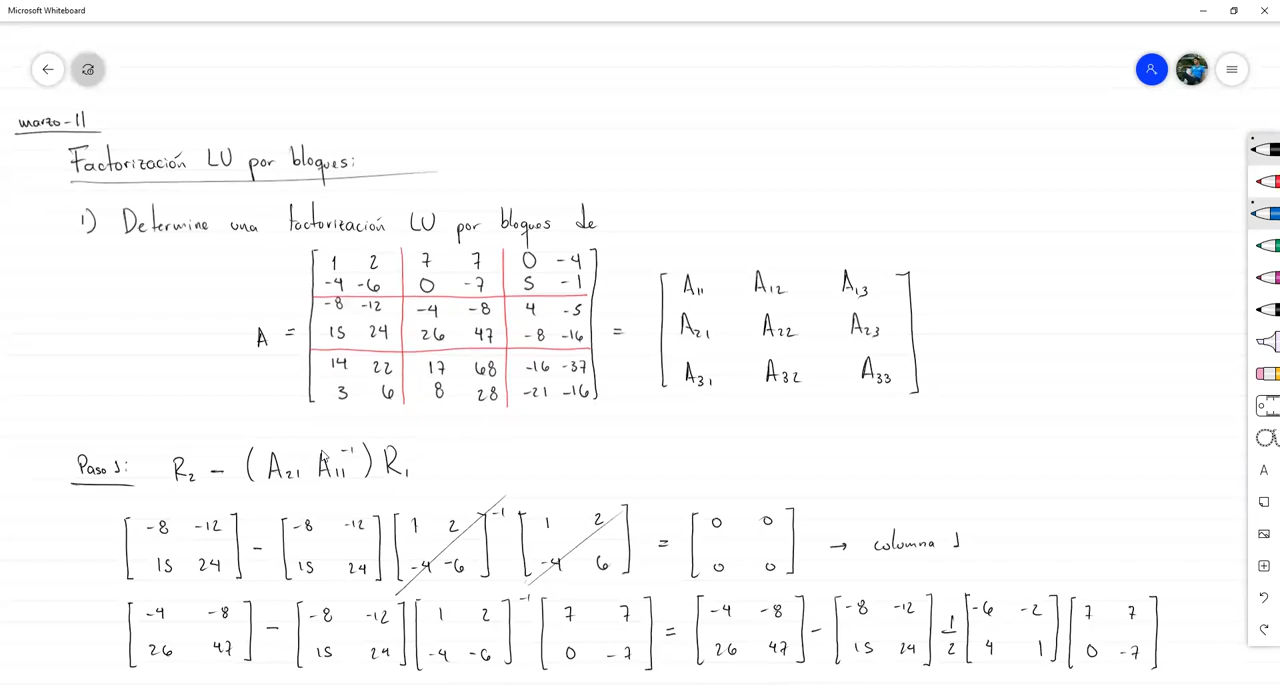 Microsoft Whiteboard
marzo-11
Factorización LU por bloques:
1) Determine una factorización LU por bloques de
A = [ 1 2 | 7 7 | 0 -4 ] = [ A11 A12 A13 ]
[ -4 -6 | 0 -7 | 5 -1 ]
[ -8 -12 | -4 -8 | 4 -5 ] [ A21 A22 A23 ]
[ 15 24 | 26 47 | -8 -16 ]
[ 14 22 | 17 68 | -16 -37 ] [ A31 A32 A33 ]
[ 3 6 | 8 28 | -21 -16 ]
Paso 1: R2 - ( A21 A11^-1 ) R1
[ -8 -12 ] - [ -8 -12 ] [ 1 2 ]^-1 [ 1 2 ] = [ 0 0 ] → columna 1
[ 15 24 ] [ 15 24 ] [ -4 -6 ] [ -4 6 ] [ 0 0 ]
[ -4 -8 ] - [ -8 -12 ] [ 1 2 ]^-1 [ 7 7 ] = [ -4 -8 ] - [ -8 -12 ] 1/2 [ -6 -2 ] [ 7 7 ]
[ 26 47 ] [ 15 24 ] [ -4 -6 ] [ 0 -7 ] [ 26 47 ] [ 15 24 ] [ 4 1 ] [ 0 -7 ]
A